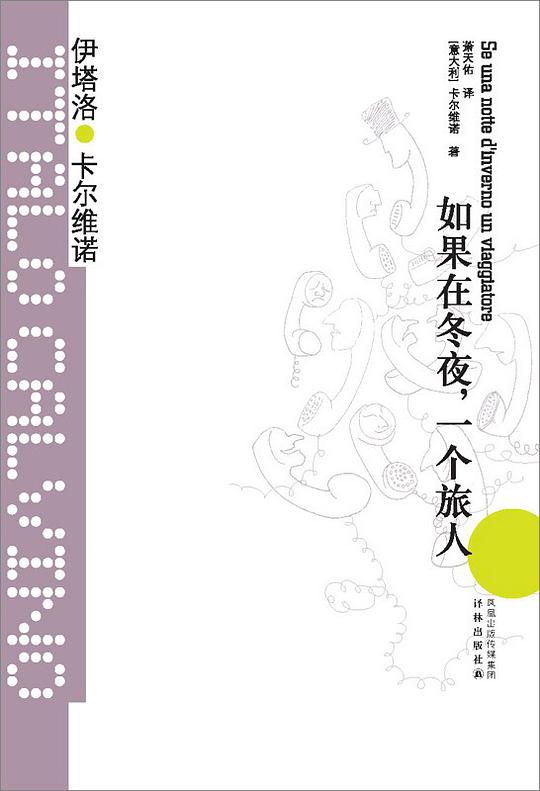 ITALO CALVINO
伊塔洛●卡尔维诺
Se una notte d'inverno un viaggiatore
萧天佑 译
[意大利] 卡尔维诺 著
如果在冬夜，一个旅人
凤凰出版传媒集团
译林出版社